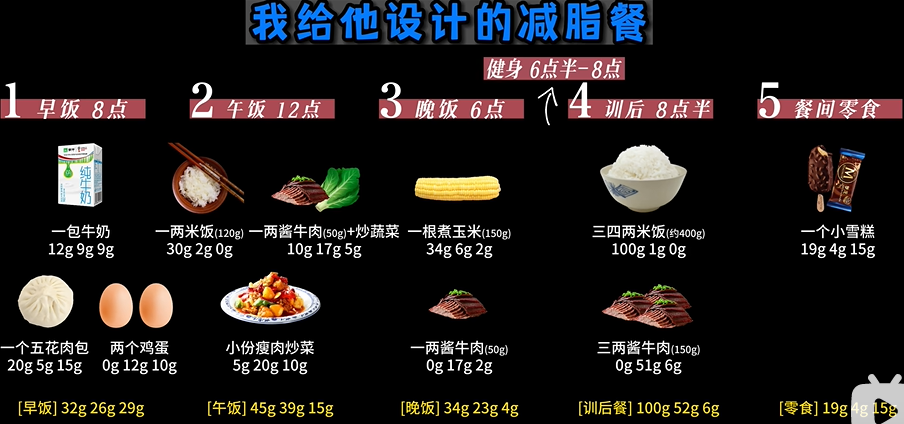 我给他设计的减脂餐
健身 6点半-8点
1 早饭 8点
2 午饭 12点
3 晚饭 6点
4 训后 8点半
5 餐间零食
纯牛奶
一包牛奶
12g 9g 9g
一两米饭(120g)
30g 2g 0g
一两酱牛肉(50g)+炒蔬菜
10g 17g 5g
一根煮玉米(150g)
34g 6g 2g
三四两米饭(约400g)
100g 1g 0g
一个小雪糕
19g 4g 15g
一个五花肉包
20g 5g 15g
两个鸡蛋
0g 12g 10g
小份瘦肉炒菜
5g 20g 10g
一两酱牛肉(50g)
0g 17g 2g
三两酱牛肉(150g)
0g 51g 6g
[早饭] 32g 26g 29g
[午饭] 45g 39g 15g
[晚饭] 34g 23g 4g
[训后餐] 100g 52g 6g
[零食] 19g 4g 15g